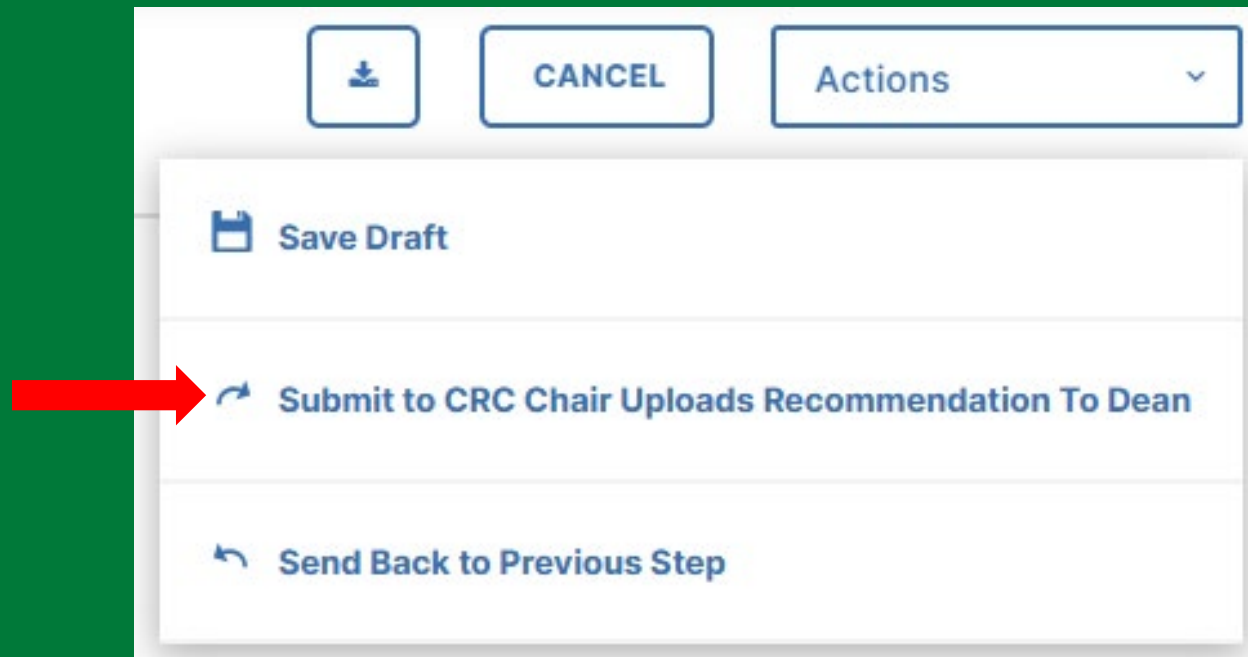 CANCEL
Actions
Save Draft
Submit to CRC Chair Uploads Recommendation To Dean
Send Back to Previous Step